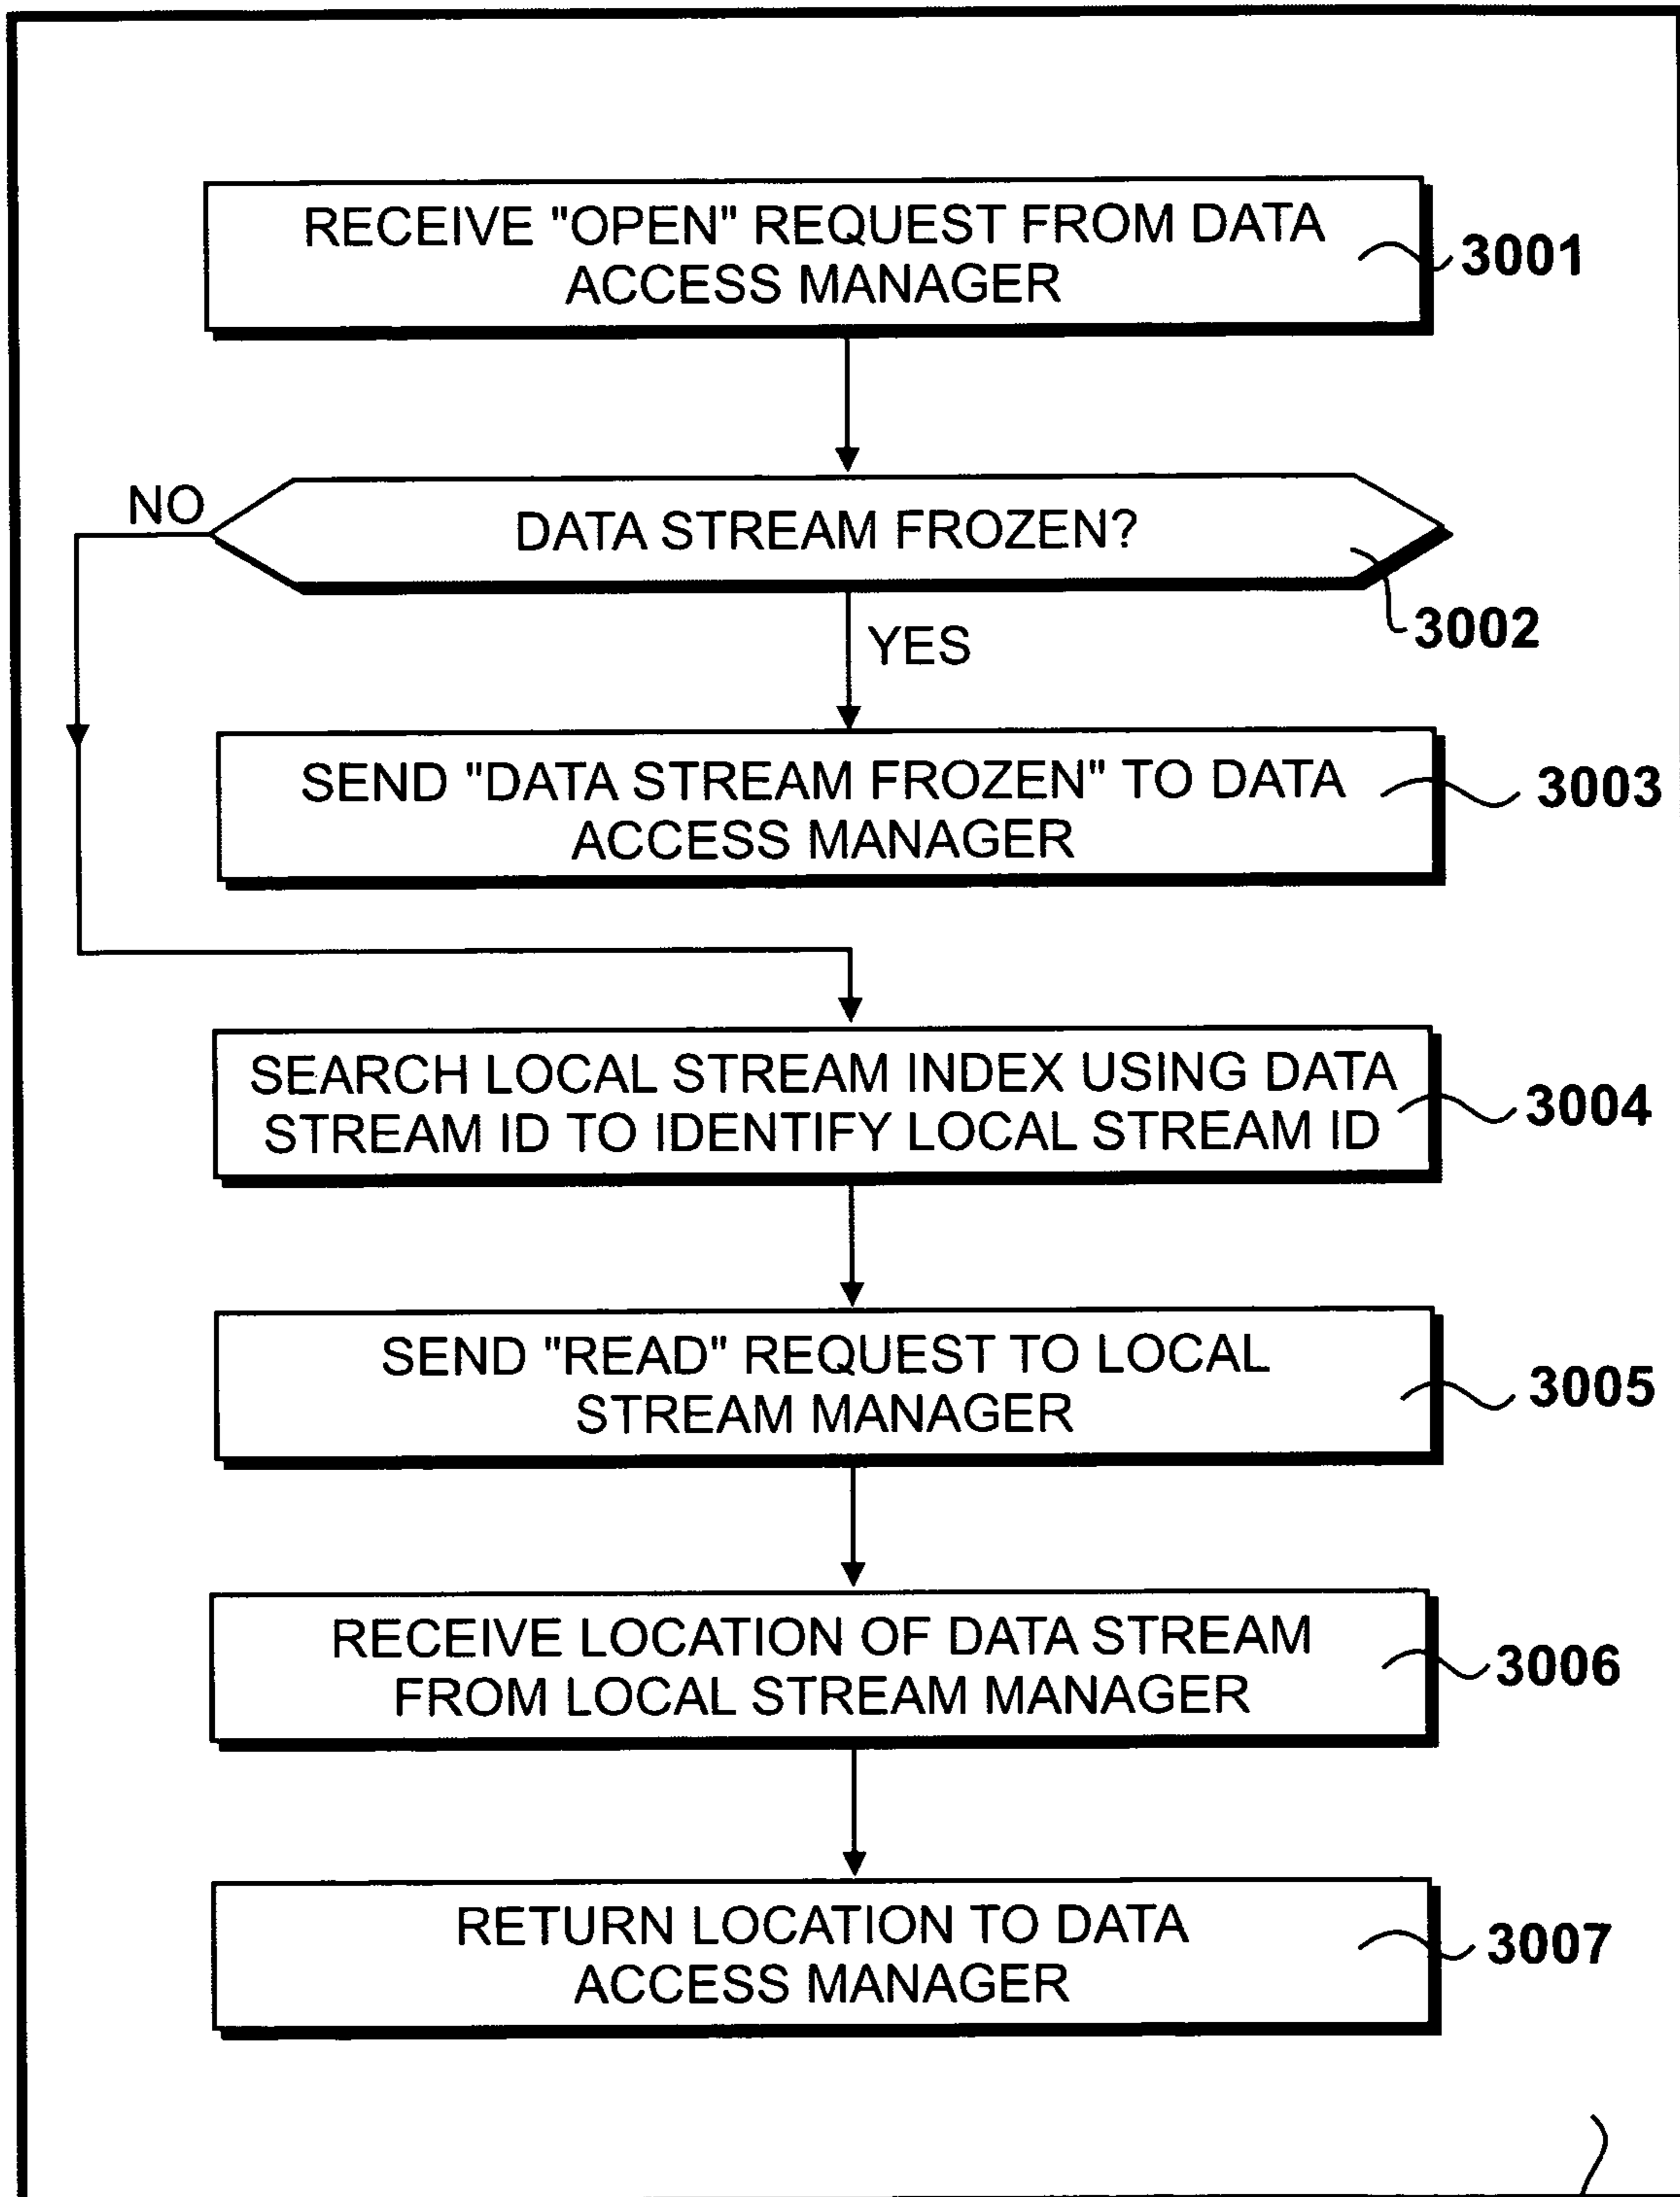 RECEIVE "OPEN" REQUEST FROM DATA
ACCESS MANAGER
3001
NO
DATA STREAM FROZEN?
3002
YES
SEND "DATA STREAM FROZEN" TO DATA
ACCESS MANAGER
3003
SEARCH LOCAL STREAM INDEX USING DATA
STREAM ID TO IDENTIFY LOCAL STREAM ID
3004
SEND "READ" REQUEST TO LOCAL
STREAM MANAGER
3005
RECEIVE LOCATION OF DATA STREAM
FROM LOCAL STREAM MANAGER
3006
RETURN LOCATION TO DATA
ACCESS MANAGER
3007